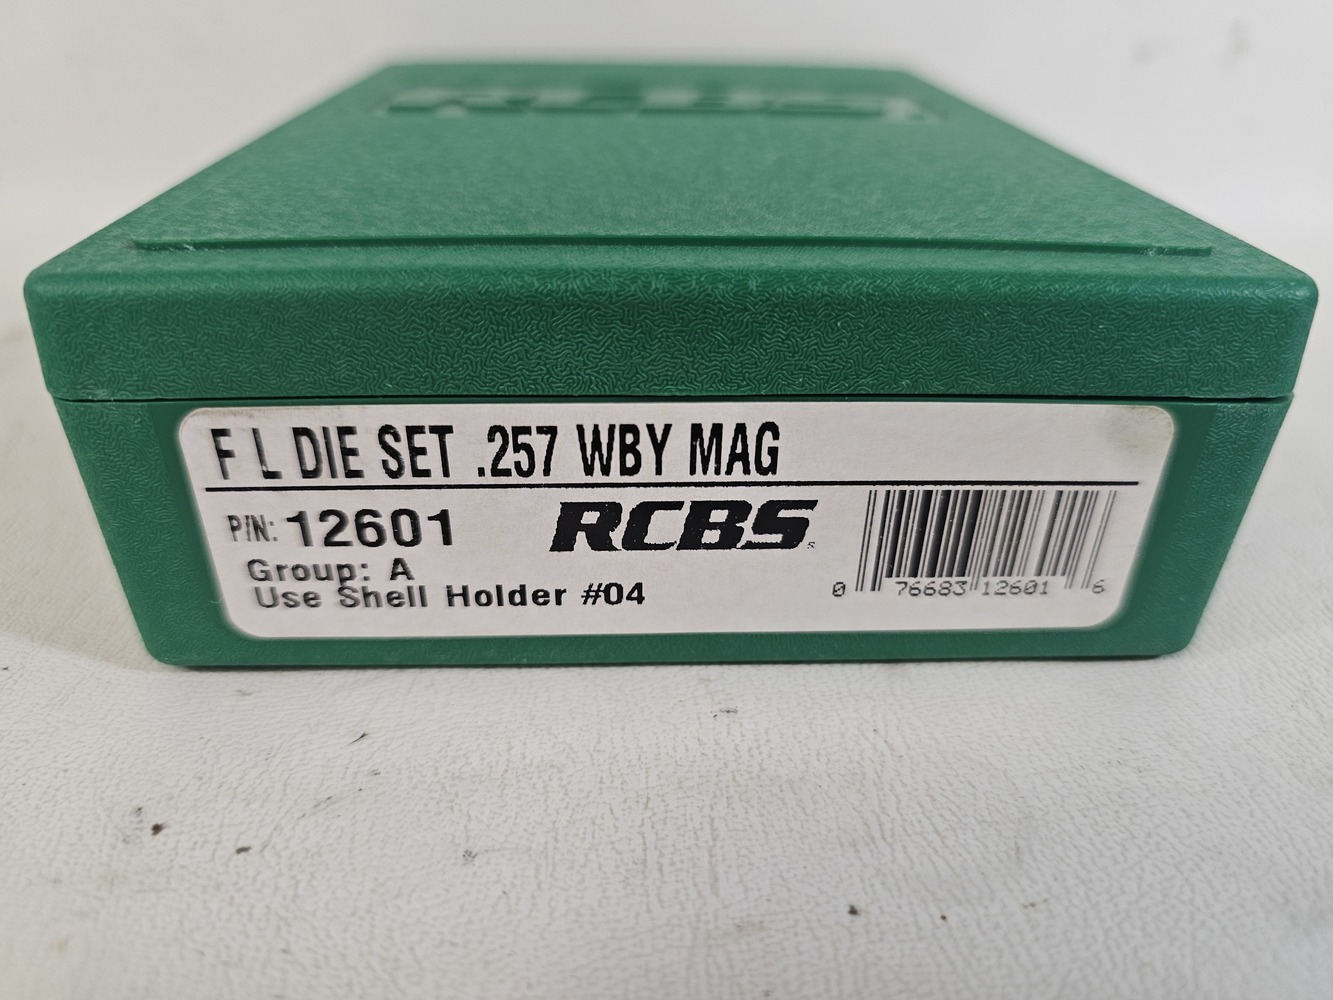 RCBS
F L DIE SET .257 WBY MAG
P/N: 12601
RCBS
Group: A
Use Shell Holder #04
0 76683 12601 6